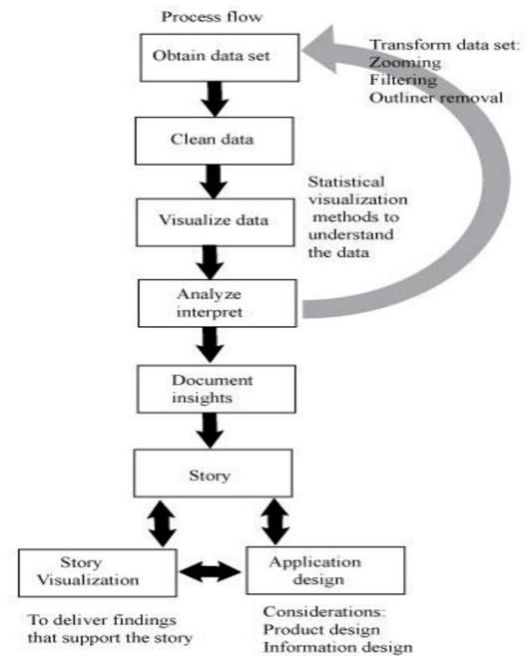 Process flow
Obtain data set
Transform data set:
Zooming
Filtering
Outliner removal
Clean data
Statistical
visualization
methods to
understand
the data
Visualize data
Analyze
interpret
Document
insights
Story
Story
Visualization
Application
design
To deliver findings
that support the story
Considerations:
Product design
Information design